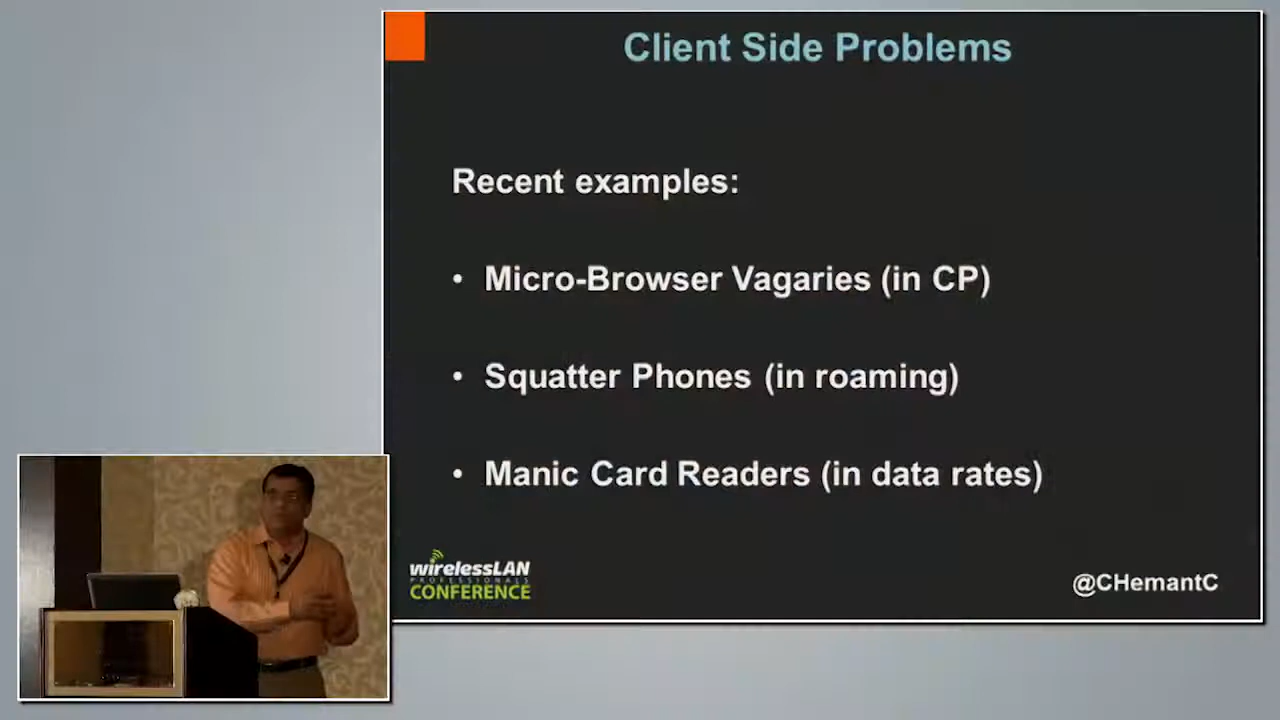 Client Side Problems
Recent examples:
• Micro-Browser Vagaries (in CP)
• Squatter Phones (in roaming)
• Manic Card Readers (in data rates)
wirelessLAN
PROFESSIONALS
CONFERENCE
@CHemantC